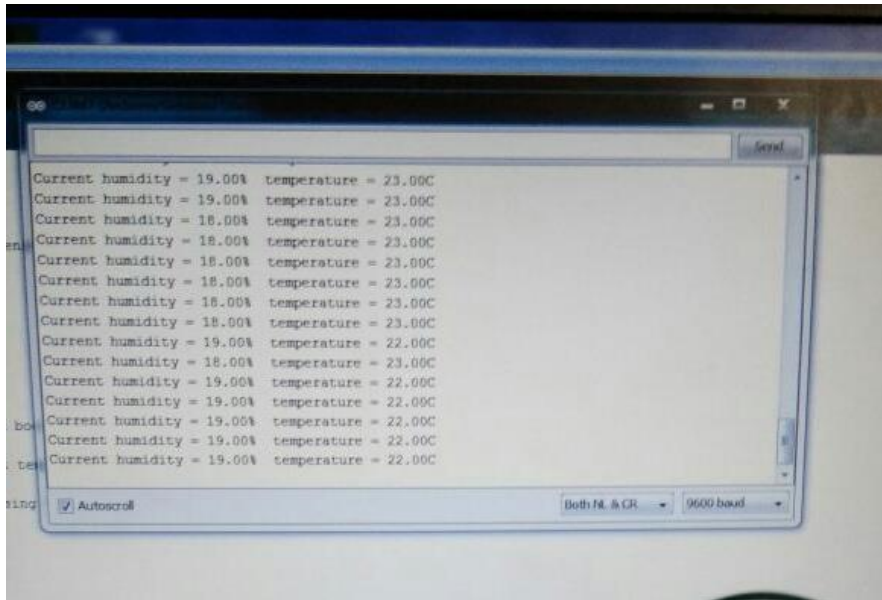 Send
Current humidity = 19.00%  temperature = 23.00C
Current humidity = 19.00%  temperature = 23.00C
Current humidity = 18.00%  temperature = 23.00C
Current humidity = 18.00%  temperature = 23.00C
Current humidity = 18.00%  temperature = 23.00C
Current humidity = 18.00%  temperature = 23.00C
Current humidity = 18.00%  temperature = 23.00C
Current humidity = 18.00%  temperature = 23.00C
Current humidity = 19.00%  temperature = 22.00C
Current humidity = 18.00%  temperature = 23.00C
Current humidity = 19.00%  temperature = 22.00C
Current humidity = 19.00%  temperature = 22.00C
Current humidity = 19.00%  temperature = 22.00C
Current humidity = 19.00%  temperature = 22.00C
Current humidity = 19.00%  temperature = 22.00C
Autoscroll Both NL & CR 9600 baud